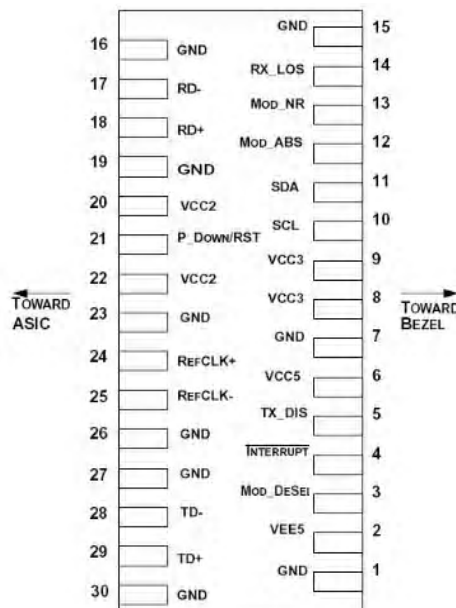 16 GND
17 RD-
18 RD+
19 GND
20 VCC2
21 P_DOWN/RST
22 VCC2
23 GND
24 REFCLK+
25 REFCLK-
26 GND
27 GND
28 TD-
29 TD+
30 GND
TOWARD
ASIC
GND 15
RX_LOS 14
MOD_NR 13
MOD_ABS 12
SDA 11
SCL 10
VCC3 9
VCC3 8
GND 7
VCC5 6
TX_DIS 5
INTERRUPT 4
MOD_DESEI 3
VEE5 2
GND 1
TOWARD
BEZEL